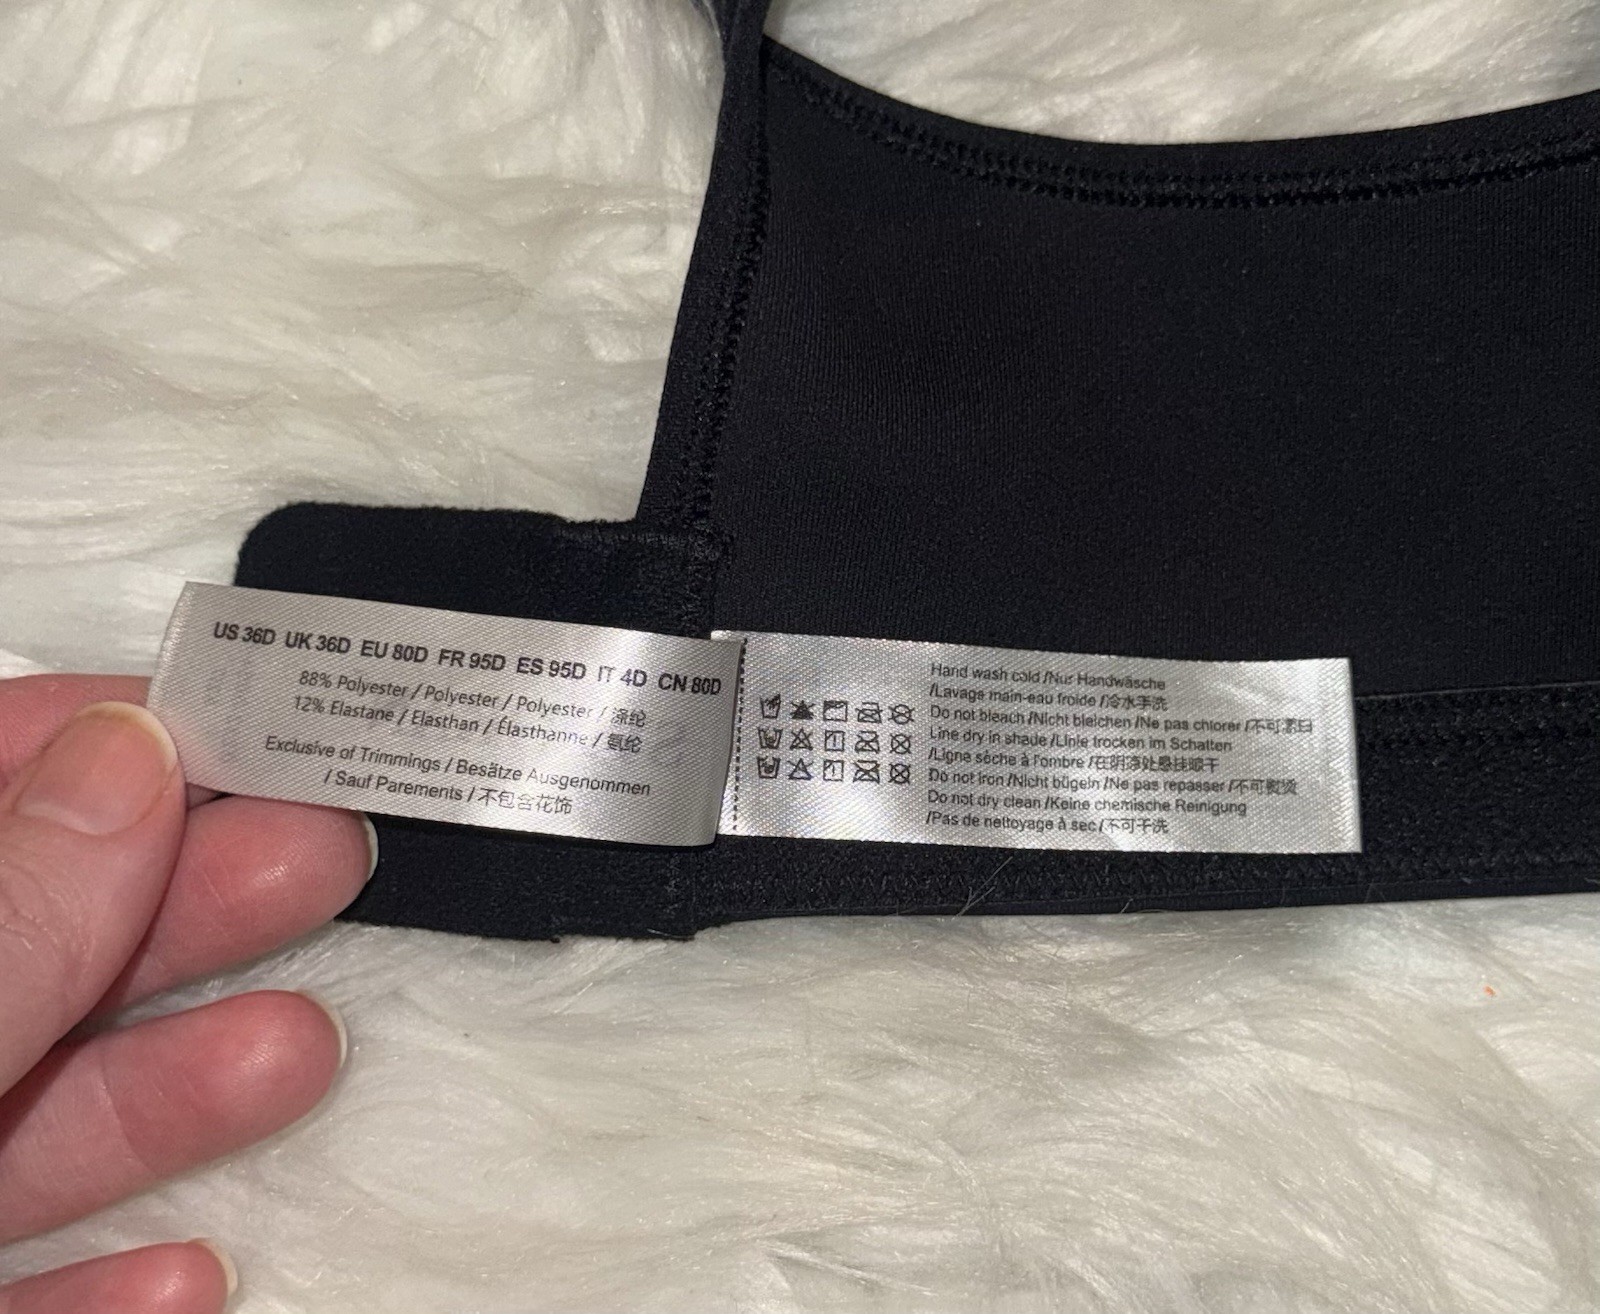 US 36D UK 36D EU 80D FR 95D ES 95D IT 4D CN 80D
88% Polyester / Polyester / Polyester / 涤纶
12% Elastane / Elasthan / Élasthanne / 氨纶
Exclusive of Trimmings / Besätze Ausgenommen
/ Sauf Parements / 不包含花饰
Hand wash cold /Nur Handwäsche
/Lavage main-eau froide /冷水手洗
Do not bleach /Nicht bleichen /Ne pas chlorer /不可漂白
Line dry in shade /Linie trocken im Schatten
/Ligne sèche à l'ombre /在阴凉处悬挂晾干
Do not iron /Nicht bügeln /Ne pas repasser /不可熨烫
Do not dry clean /Keine chemische Reinigung
/Pas de nettoyage à sec /不可干洗